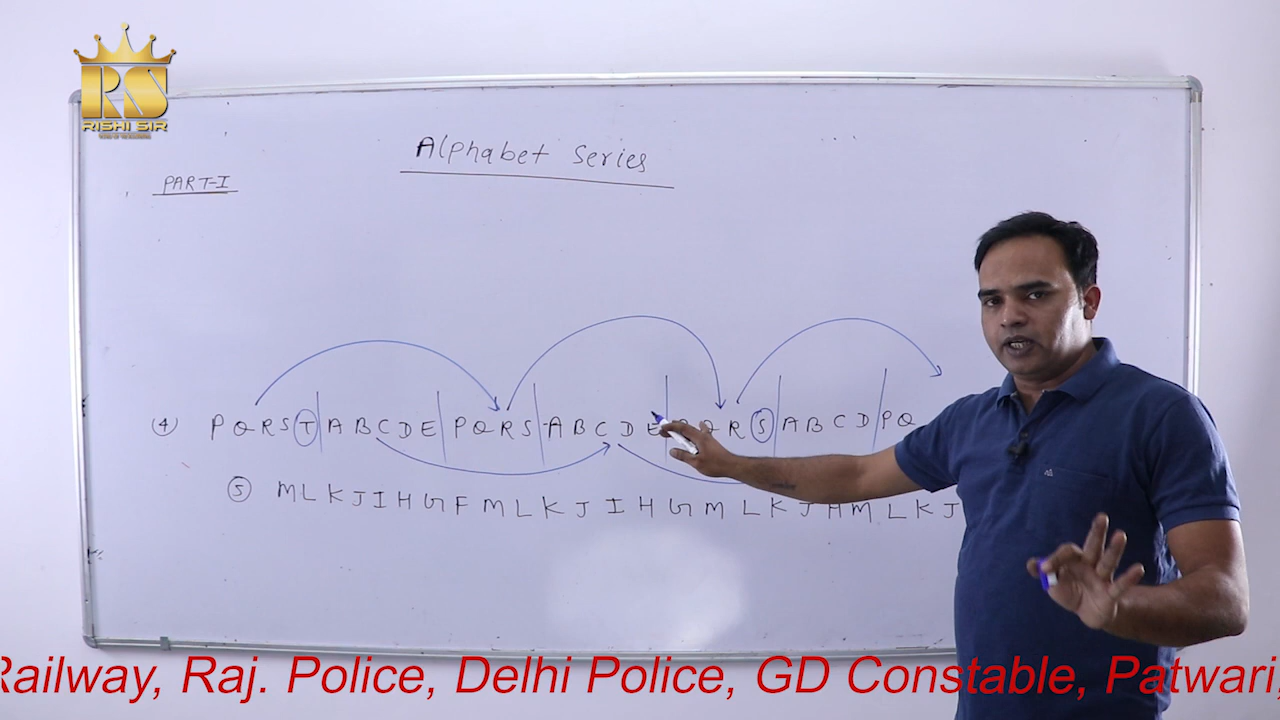 RS
RISHI SIR
Alphabet Series
PART-I
(4) P Q R S T | A B C D E | P Q R S | A B C D E | P Q R S | A B C D | P Q
(5) M L K J I H G F M L K J I H G M L K J H M L K J
Railway, Raj. Police, Delhi Police, GD Constable, Patwari,